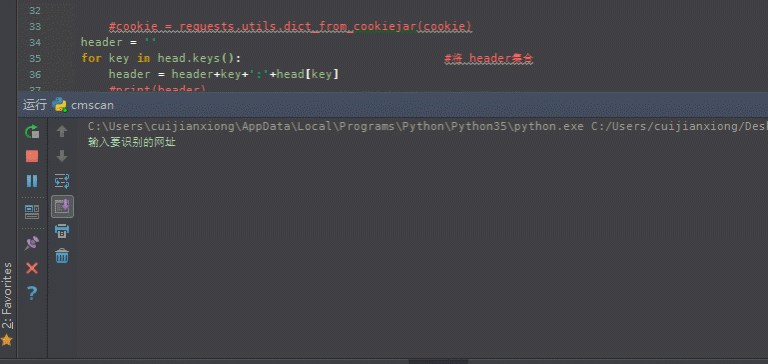 32
33 #cookie = requests.utils.dict_from_cookiejar(cookie)
34 header = ''
35 for key in head.keys(): #将 header集合
36 header = header+key+':'+head[key]
37 #print(header)
运行 cmscan
C:\Users\cuijianxiong\AppData\Local\Programs\Python\Python35\python.exe C:/Users/cuijianxiong/Des
输入要识别的网址
2: Favorites